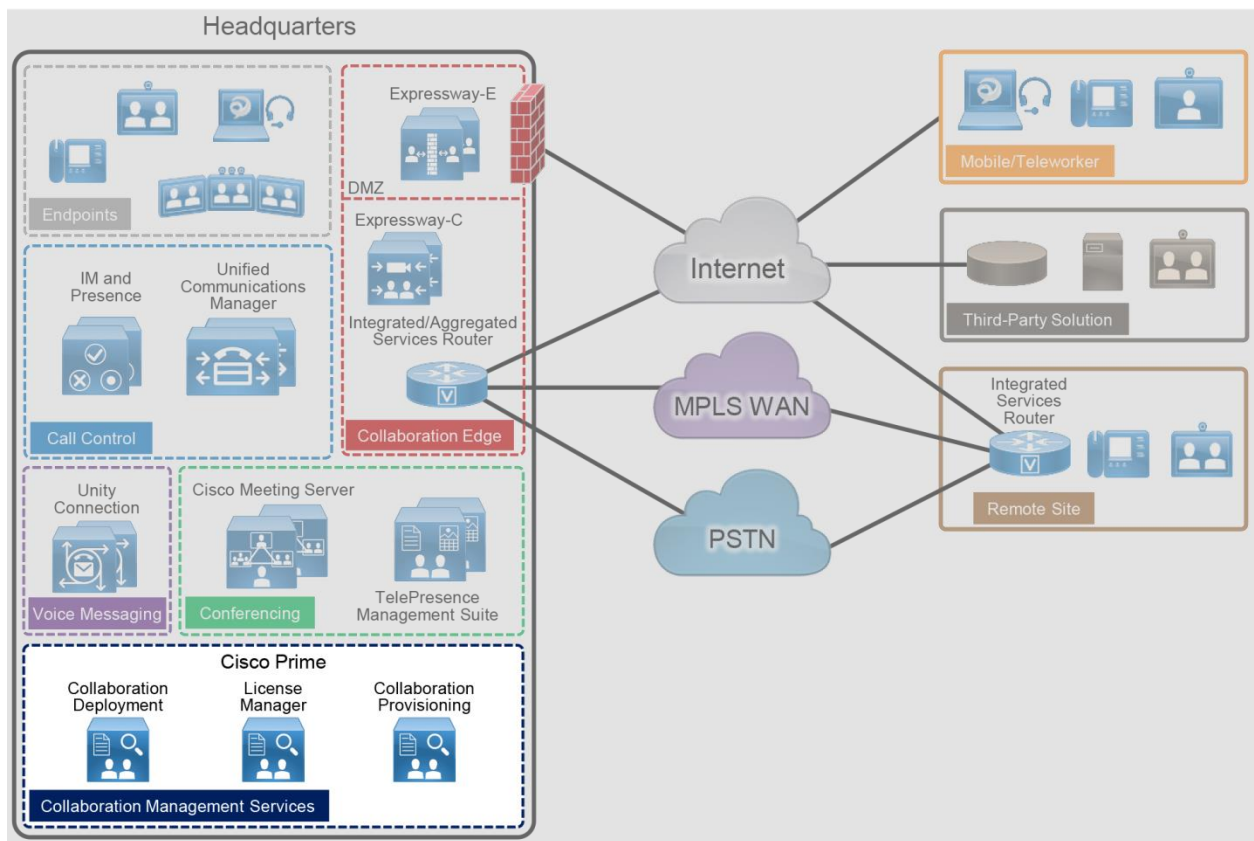 Headquarters
Endpoints
Expressway-E
DMZ
Expressway-C
Integrated/Aggregated
Services Router
V
Collaboration Edge
IM and
Presence
Unified
Communications
Manager
Call Control
Unity
Connection
Voice Messaging
Cisco Meeting Server
TelePresence
Management Suite
Conferencing
Cisco Prime
Collaboration
Deployment
License
Manager
Collaboration
Provisioning
Collaboration Management Services
Internet
MPLS WAN
PSTN
Mobile/Teleworker
Third-Party Solution
Integrated
Services
Router
V
Remote Site